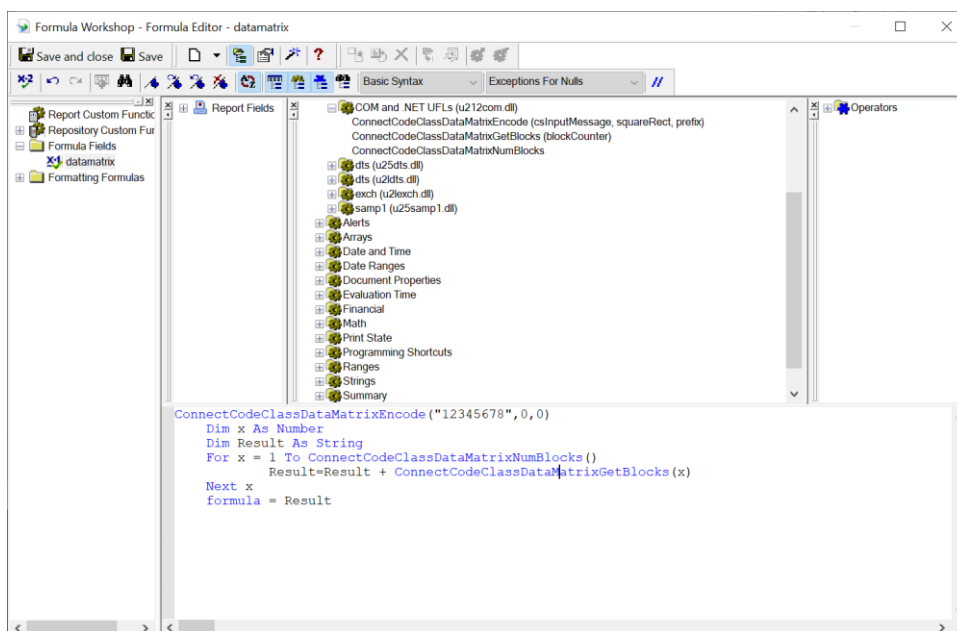 Formula Workshop - Formula Editor - datamatrix
Save and close Save
Basic Syntax Exceptions For Nulls
Report Custom Functic
Repository Custom Fur
Formula Fields
datamatrix
Formatting Formulas
Report Fields
COM and .NET UFLs (u212com.dll)
ConnectCodeClassDataMatrixEncode (csInputMessage, squareRect, prefix)
ConnectCodeClassDataMatrixGetBlocks (blockCounter)
ConnectCodeClassDataMatrixNumBlocks
dts (u25dts.dll)
dts (u2ldts.dll)
exch (u2lexch.dll)
samp1 (u25samp1.dll)
Alerts
Arrays
Date and Time
Date Ranges
Document Properties
Evaluation Time
Financial
Math
Print State
Programming Shortcuts
Ranges
Strings
Summary
Operators
ConnectCodeClassDataMatrixEncode("12345678",0,0)
Dim x As Number
Dim Result As String
For x = 1 To ConnectCodeClassDataMatrixNumBlocks()
Result=Result + ConnectCodeClassDataMatrixGetBlocks(x)
Next x
formula = Result